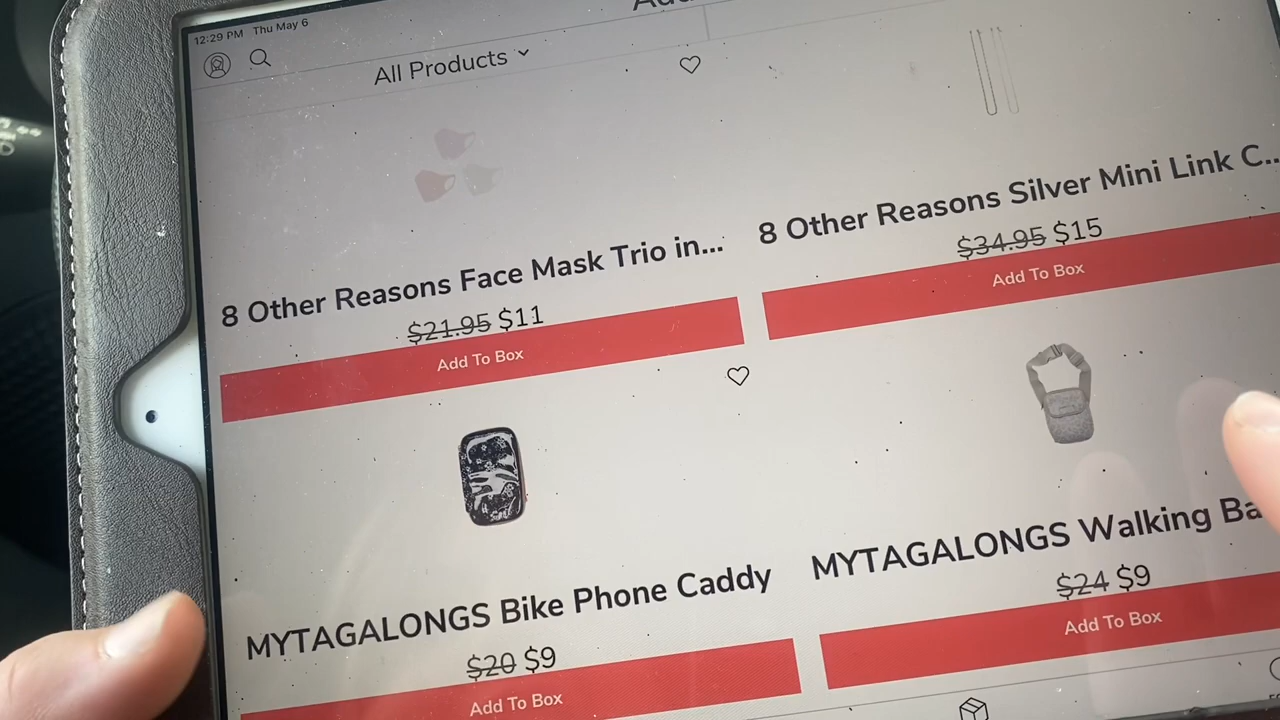 12:29 PM Thu May 6
All Products
8 Other Reasons Face Mask Trio in...
$21.95 $11
Add To Box
8 Other Reasons Silver Mini Link C...
$34.95 $15
Add To Box
MYTAGALONGS Bike Phone Caddy
$20 $9
Add To Box
MYTAGALONGS Walking Ba
$24 $9
Add To Box